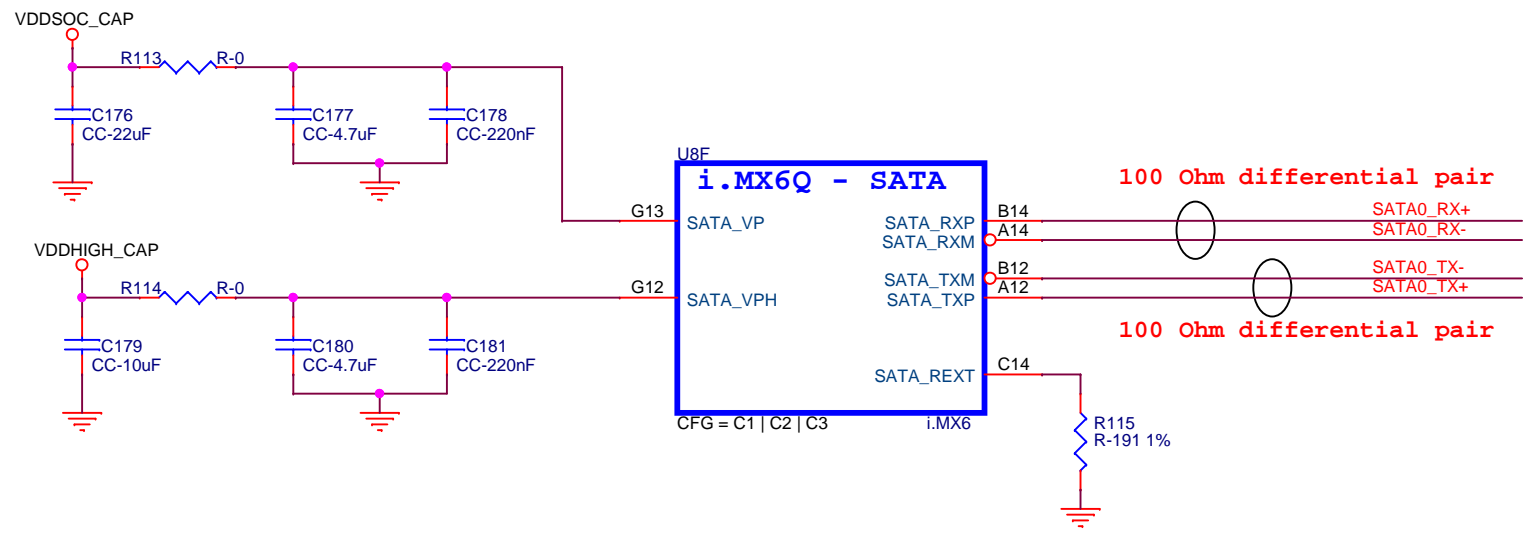 VDDSOC_CAP
R113 R-0
C176
CC-22uF
C177
CC-4.7uF
C178
CC-220nF
VDDHIGH_CAP
R114 R-0
C179
CC-10uF
C180
CC-4.7uF
C181
CC-220nF
U8F
i.MX6Q - SATA
G13 SATA_VP
G12 SATA_VPH
SATA_RXP B14
SATA_RXM A14
SATA_TXM B12
SATA_TXP A12
SATA_REXT C14
CFG = C1 | C2 | C3
i.MX6
100 Ohm differential pair
SATA0_RX+
SATA0_RX-
SATA0_TX-
SATA0_TX+
100 Ohm differential pair
R115
R-191 1%